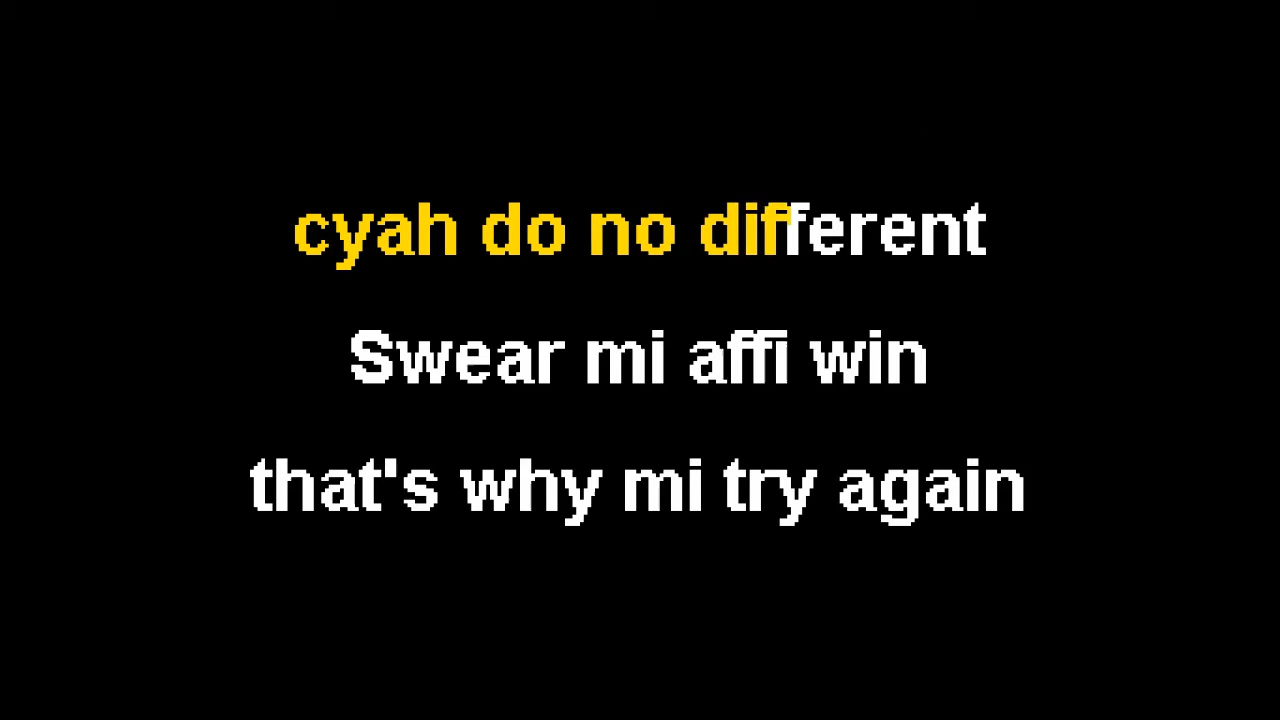 cyah do no different
Swear mi affi win
that's why mi try again